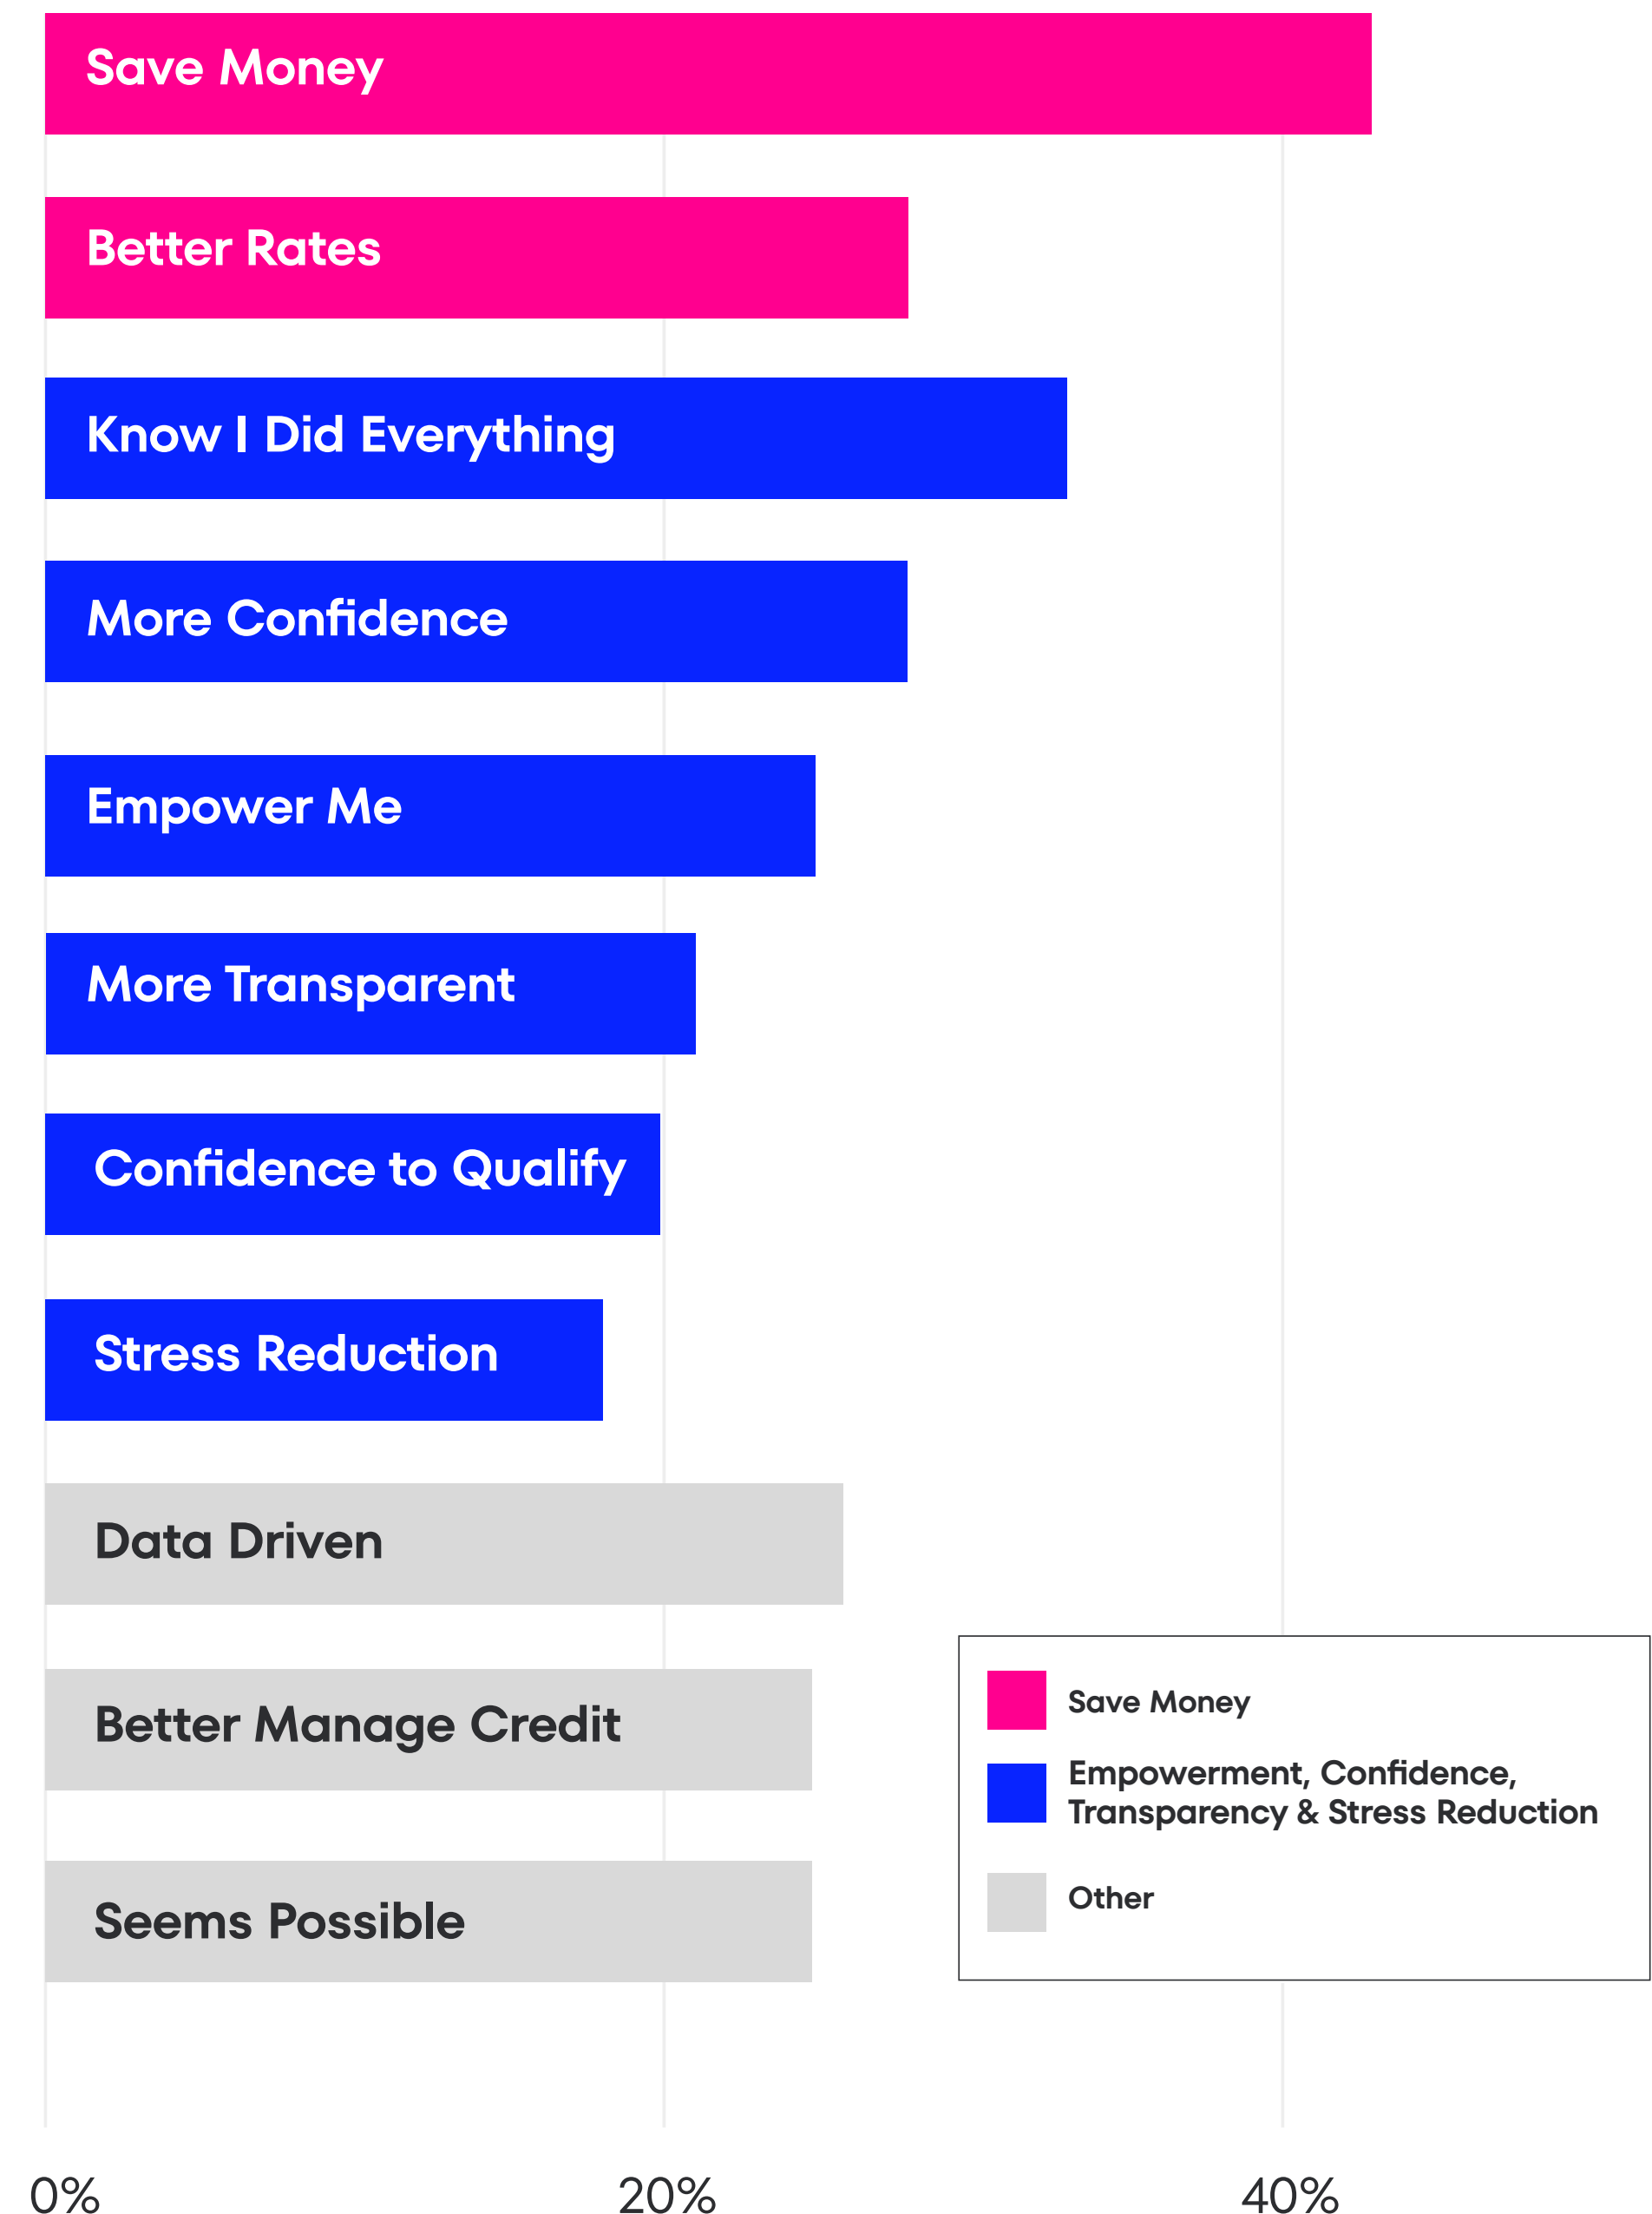 Save Money
Better Rates
Know I Did Everything
More Confidence
Empower Me
More Transparent
Confidence to Qualify
Stress Reduction
Data Driven
Better Manage Credit
Seems Possible
Save Money
Empowerment, Confidence,
Transparency & Stress Reduction
Other
0% 20% 40%